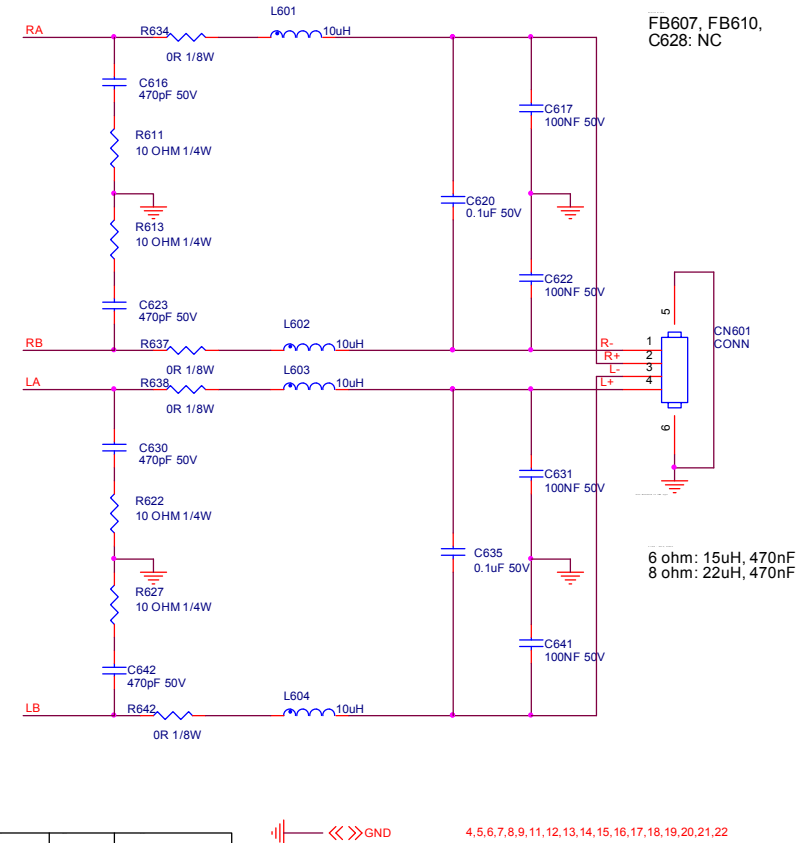 L601
RA
R634
10uH
0R 1/8W
FB607, FB610,
C628: NC
C616
470pF 50V
C617
100NF 50V
R611
10 OHM 1/4W
C620
0.1uF 50V
R613
10 OHM 1/4W
C622
100NF 50V
C623
470pF 50V
L602
RB
R637
10uH
0R 1/8W
L603
LA
R638
10uH
0R 1/8W
R-
R+
L-
L+
1
2
3
4
5
6
CN601
CONN
C630
470pF 50V
C631
100NF 50V
R622
10 OHM 1/4W
C635
0.1uF 50V
6 ohm: 15uH, 470nF
8 ohm: 22uH, 470nF
R627
10 OHM 1/4W
C641
100NF 50V
C642
470pF 50V
L604
LB
R642
10uH
0R 1/8W
GND
4,5,6,7,8,9,11,12,13,14,15,16,17,18,19,20,21,22